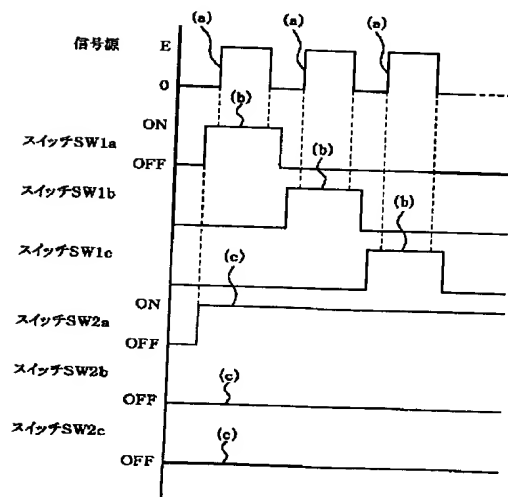 (a) (a) (a)
信号源 E
0
(b)
ON
スイッチSW1a
OFF
(b)
スイッチSW1b
(b)
スイッチSW1c
(c)
ON
スイッチSW2a
OFF
スイッチSW2b
(c)
OFF
スイッチSW2c
(c)
OFF